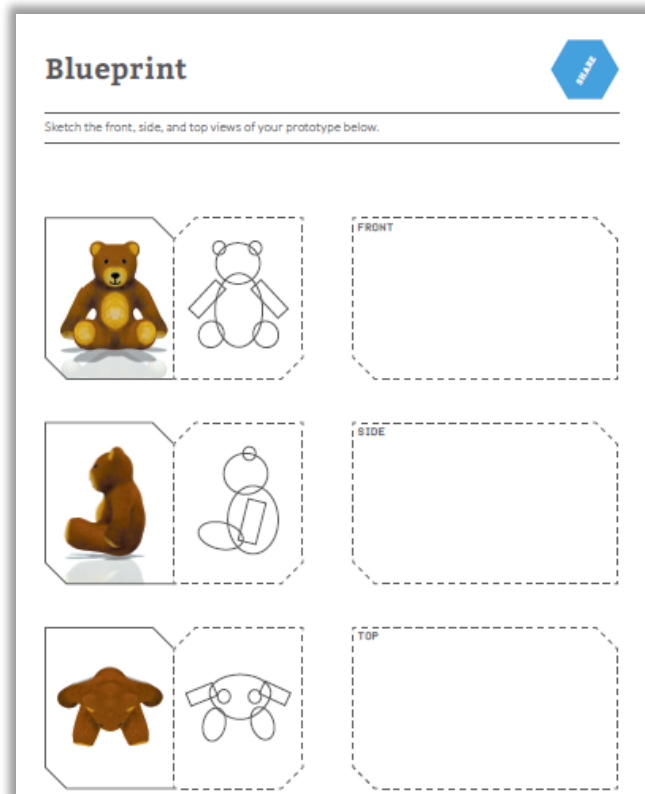 Blueprint
SHARE
Sketch the front, side, and top views of your prototype below.
FRONT
SIDE
TOP